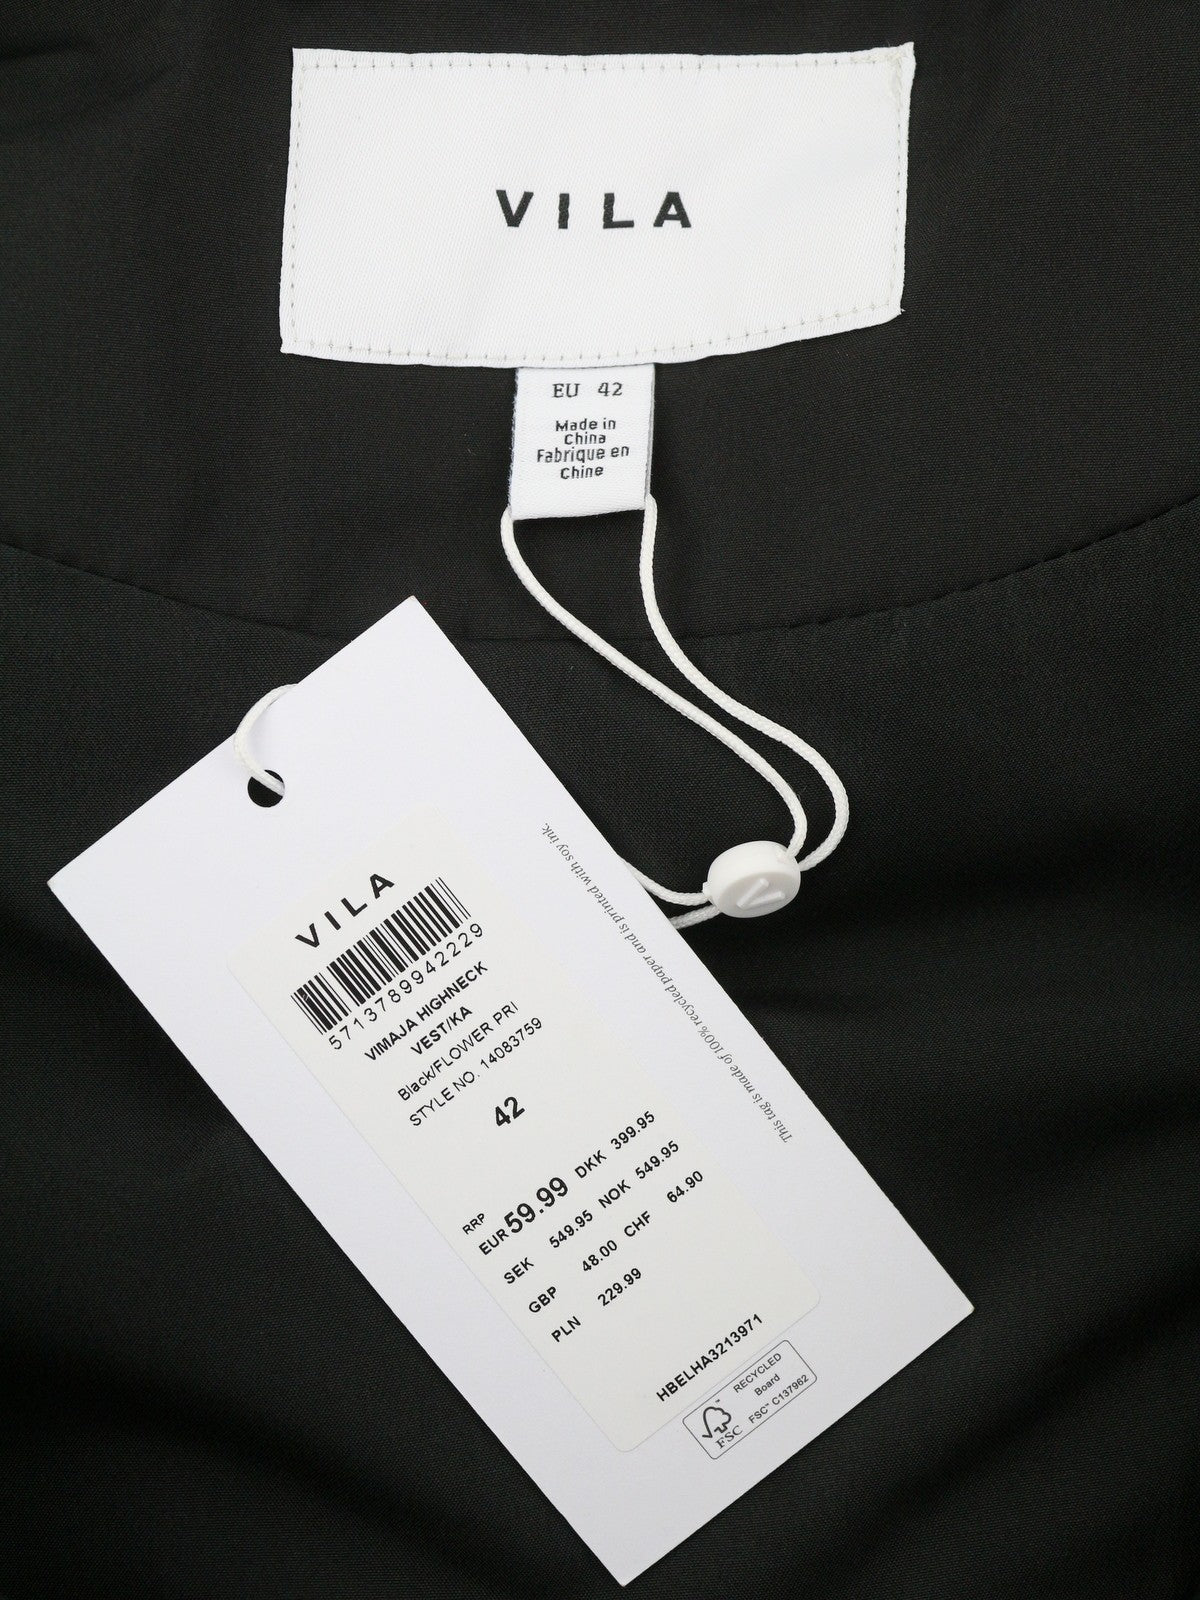 VILA
EU 42
Made in
China
Fabrique en
Chine
VILA
5713789942229
VIMAJA HIGHNECK
VEST/KA
Black/FLOWER PRI
STYLE NO. 14083759
42
RRP
EUR 59.99 DKK 399.95
SEK 549.95 NOK 549.95
GBP 48.00 CHF 64.90
PLN 229.99
HBELHA3213971
This tag is made of 100% recycled paper and is printed with soy ink.
FSC™
RECYCLED
Board
FSC™ C137962
V